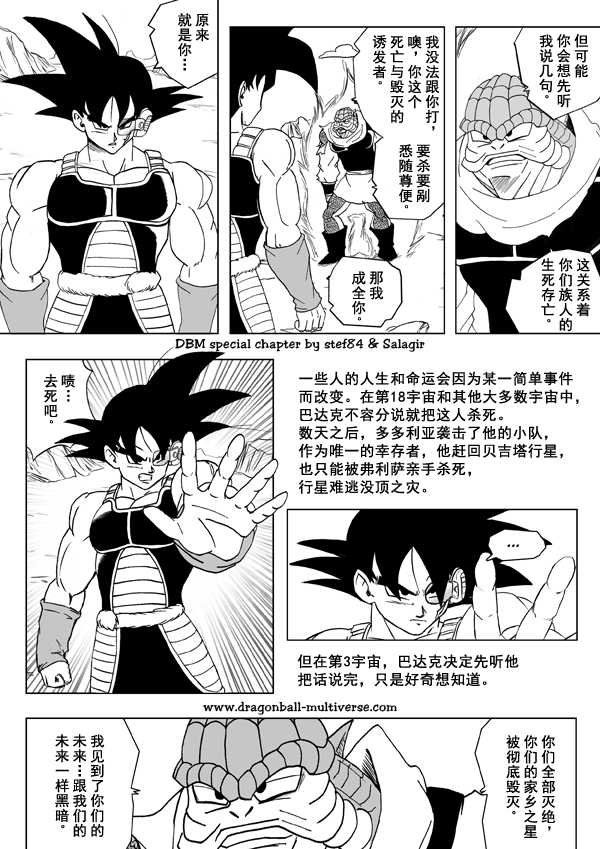 原来
就是你…
我没法跟你打，
噢，你这个
死亡与毁灭的
诱发者。
要杀要剐
悉随尊便。
那我
成全你。
但可能
你会想先听
我说几句。
这关系着
你们族人的
生死存亡。
DBM special chapter by stef84 & Salagir
啧…
去死吧。
一些人的人生和命运会因为某一简单事件
而改变。在第18宇宙和其他大多数宇宙中，
巴达克不容分说就把这人杀死。
数天之后，多多利亚袭击了他的小队，
作为唯一的幸存者，他赶回贝吉塔行星，
也只能被弗利萨亲手杀死，
行星难逃没顶之灾。
…
但在第3宇宙，巴达克决定先听他
把话说完，只是好奇想知道。
www.dragonball-multiverse.com
我见到了你们的
未来…跟我们的
未来一样黑暗。
你们全部灭绝，
你们的家乡之星
被彻底毁灭。